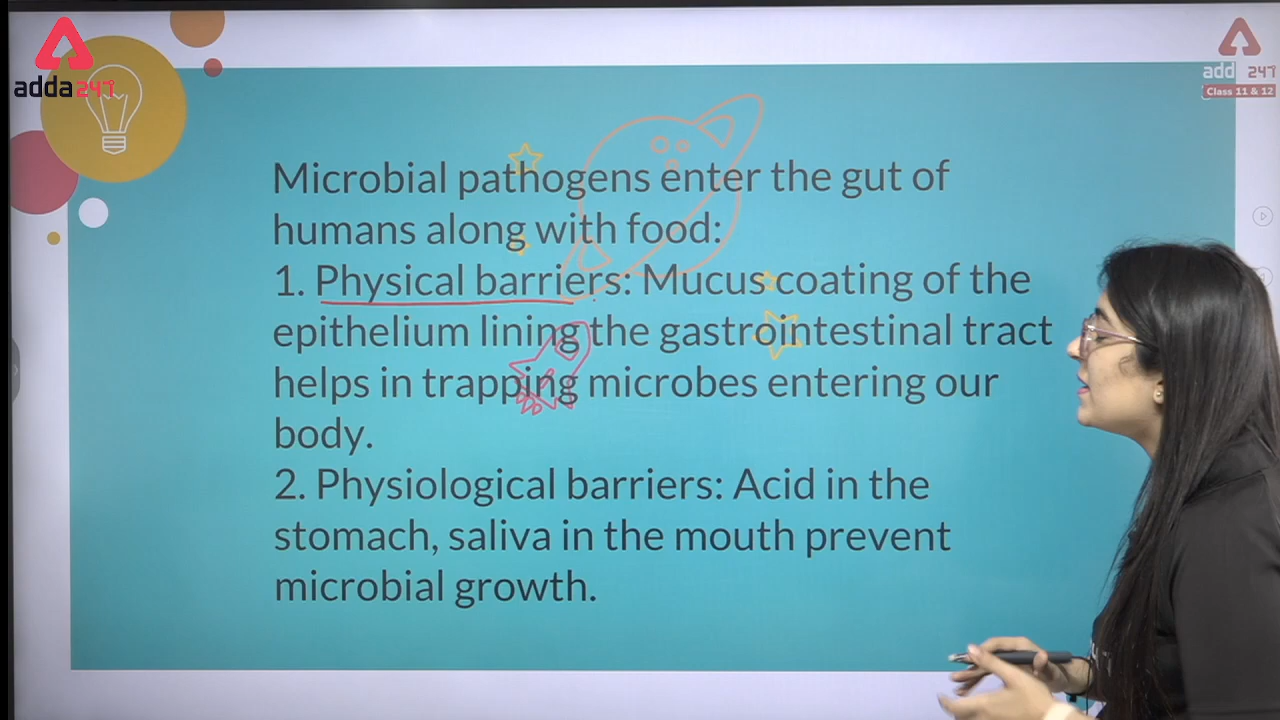 adda247
add 247
Class 11 & 12
Microbial pathogens enter the gut of
humans along with food:
1. Physical barriers: Mucus coating of the
epithelium lining the gastrointestinal tract
helps in trapping microbes entering our
body.
2. Physiological barriers: Acid in the
stomach, saliva in the mouth prevent
microbial growth.